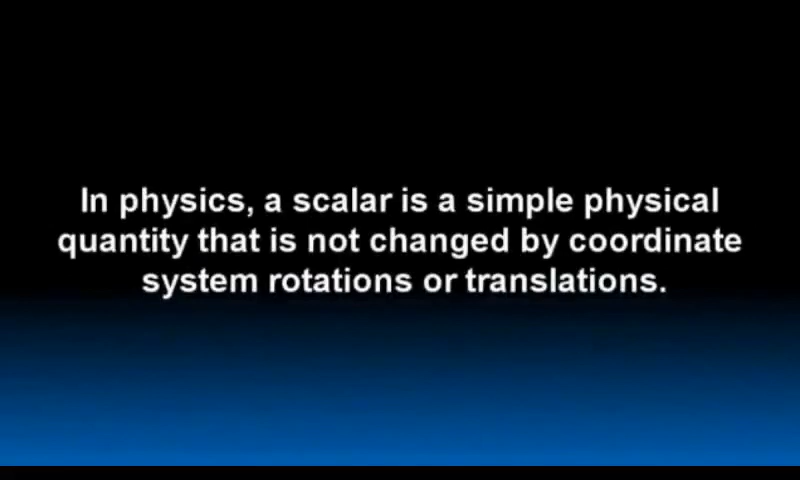 In physics, a scalar is a simple physical
quantity that is not changed by coordinate
system rotations or translations.